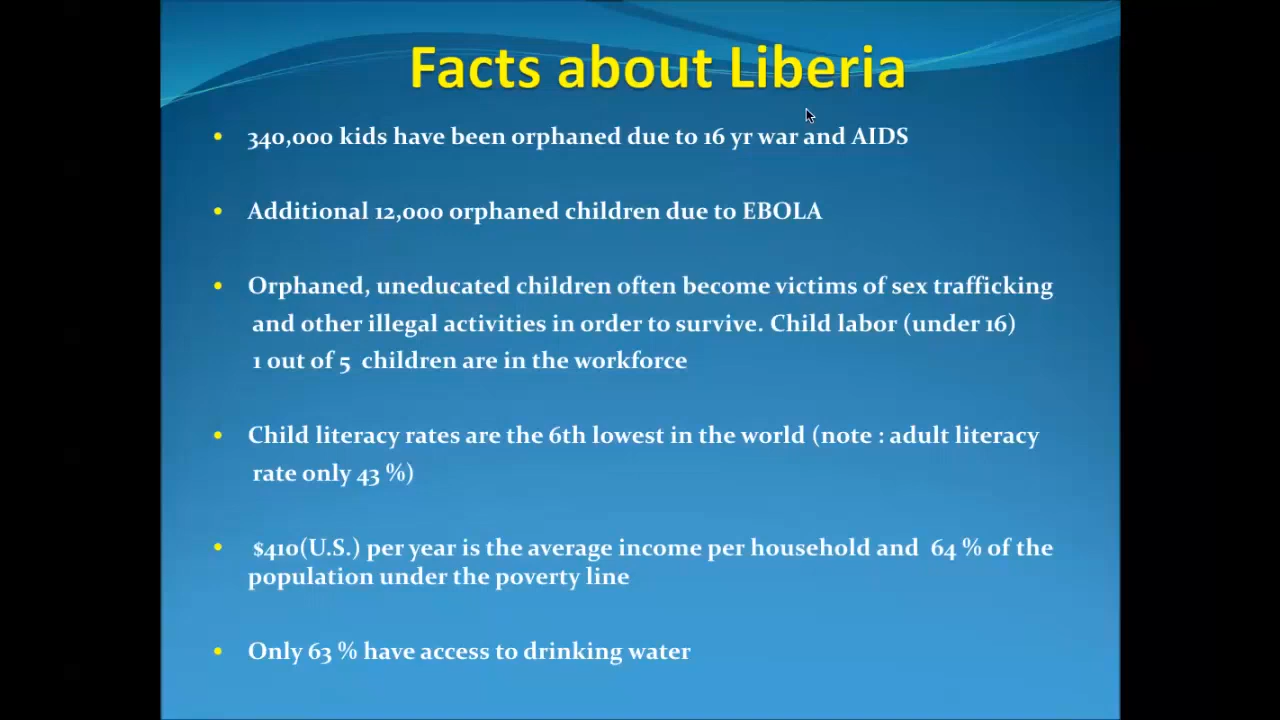 Facts about Liberia
• 340,000 kids have been orphaned due to 16 yr war and AIDS
• Additional 12,000 orphaned children due to EBOLA
• Orphaned, uneducated children often become victims of sex trafficking
and other illegal activities in order to survive. Child labor (under 16)
1 out of 5 children are in the workforce
• Child literacy rates are the 6th lowest in the world (note : adult literacy
rate only 43 %)
• $410(U.S.) per year is the average income per household and 64 % of the
population under the poverty line
• Only 63 % have access to drinking water